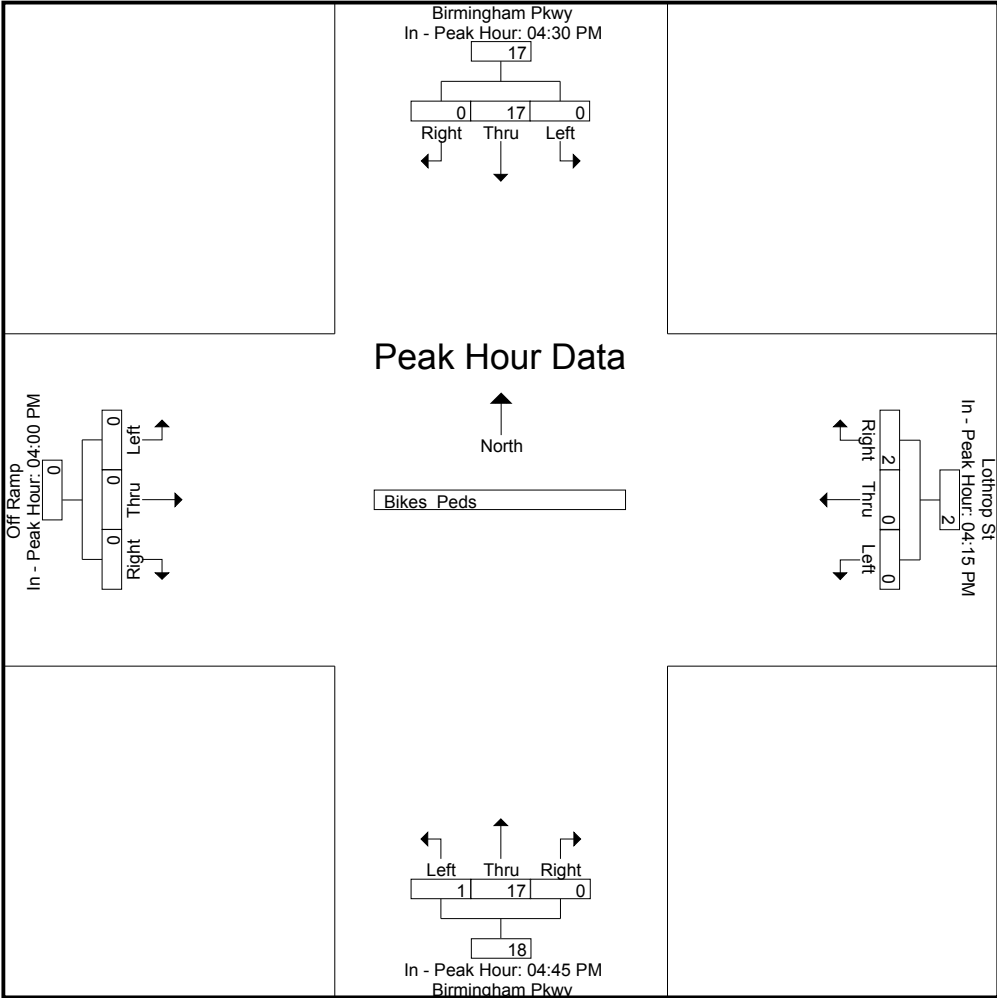 Birmingham Pkwy
In - Peak Hour: 04:30 PM
17
0 17 0
Right Thru Left
Peak Hour Data
North
Bikes Peds
Off Ramp
In - Peak Hour: 04:00 PM
0
0 0 0
Left Thru Right
Lothrop St
In - Peak Hour: 04:15 PM
2
2 0 0
Right Thru Left
Left Thru Right
1 17 0
18
In - Peak Hour: 04:45 PM
Birmingham Pkwy